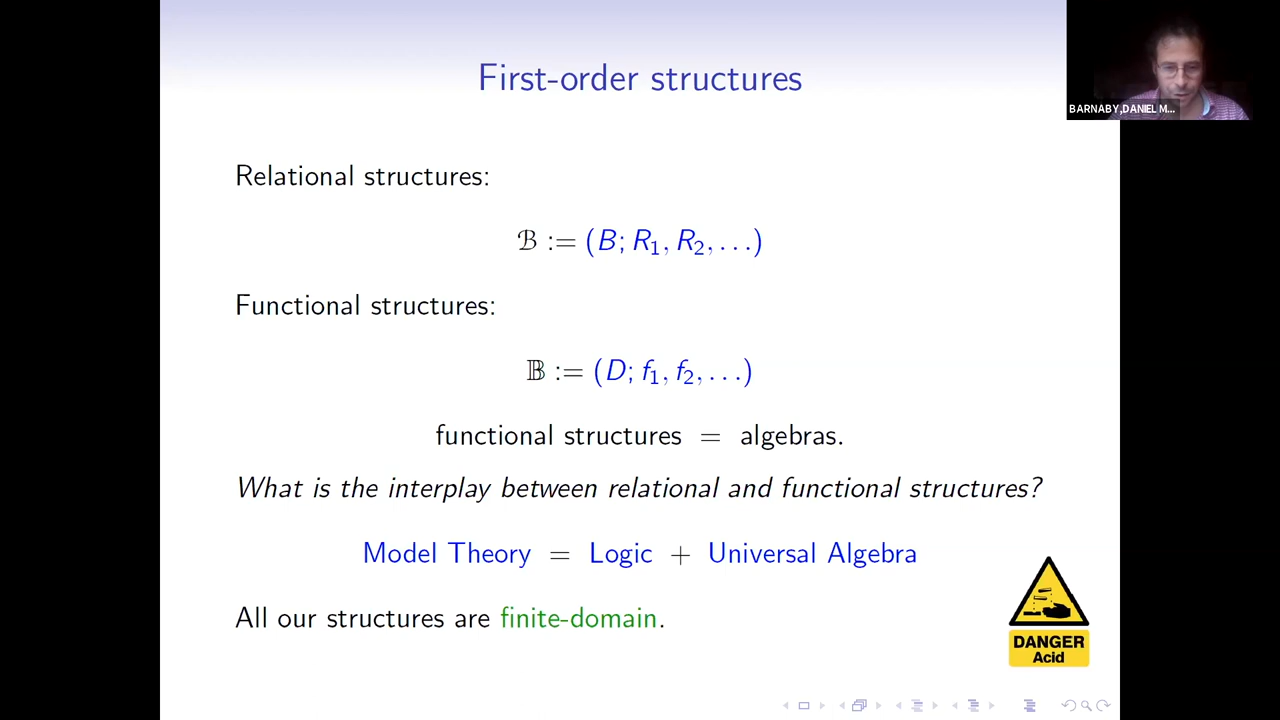 First-order structures
BARNABY,DANIEL M...
Relational structures:
ℬ := (B; R₁, R₂, . . .)
Functional structures:
𝔹 := (D; f₁, f₂, . . .)
functional structures = algebras.
What is the interplay between relational and functional structures?
Model Theory = Logic + Universal Algebra
All our structures are finite-domain.
DANGER
Acid